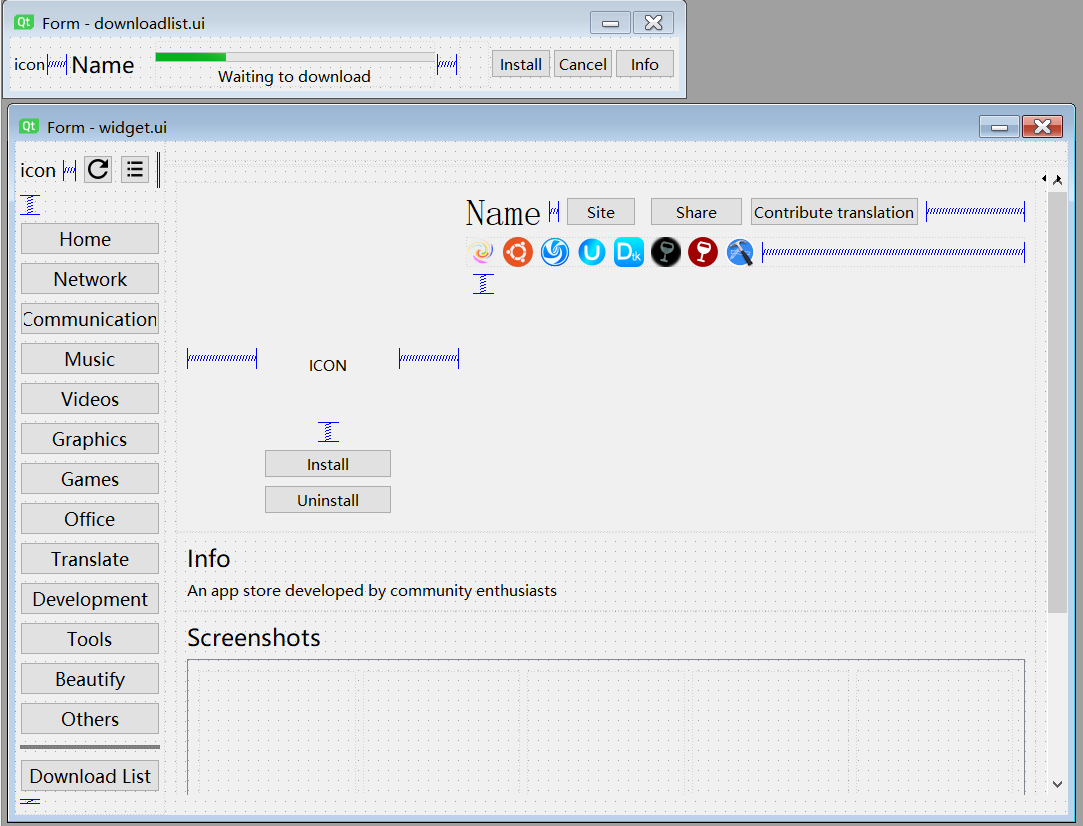 Qt Form - downloadlist.ui
icon Name Waiting to download Install Cancel Info
Qt Form - widget.ui
icon
Name Site Share Contribute translation
U Dtk
Home
Network
Communication
Music
Videos
Graphics
Games
Office
Translate
Development
Tools
Beautify
Others
Download List
ICON
Install
Uninstall
Info
An app store developed by community enthusiasts
Screenshots